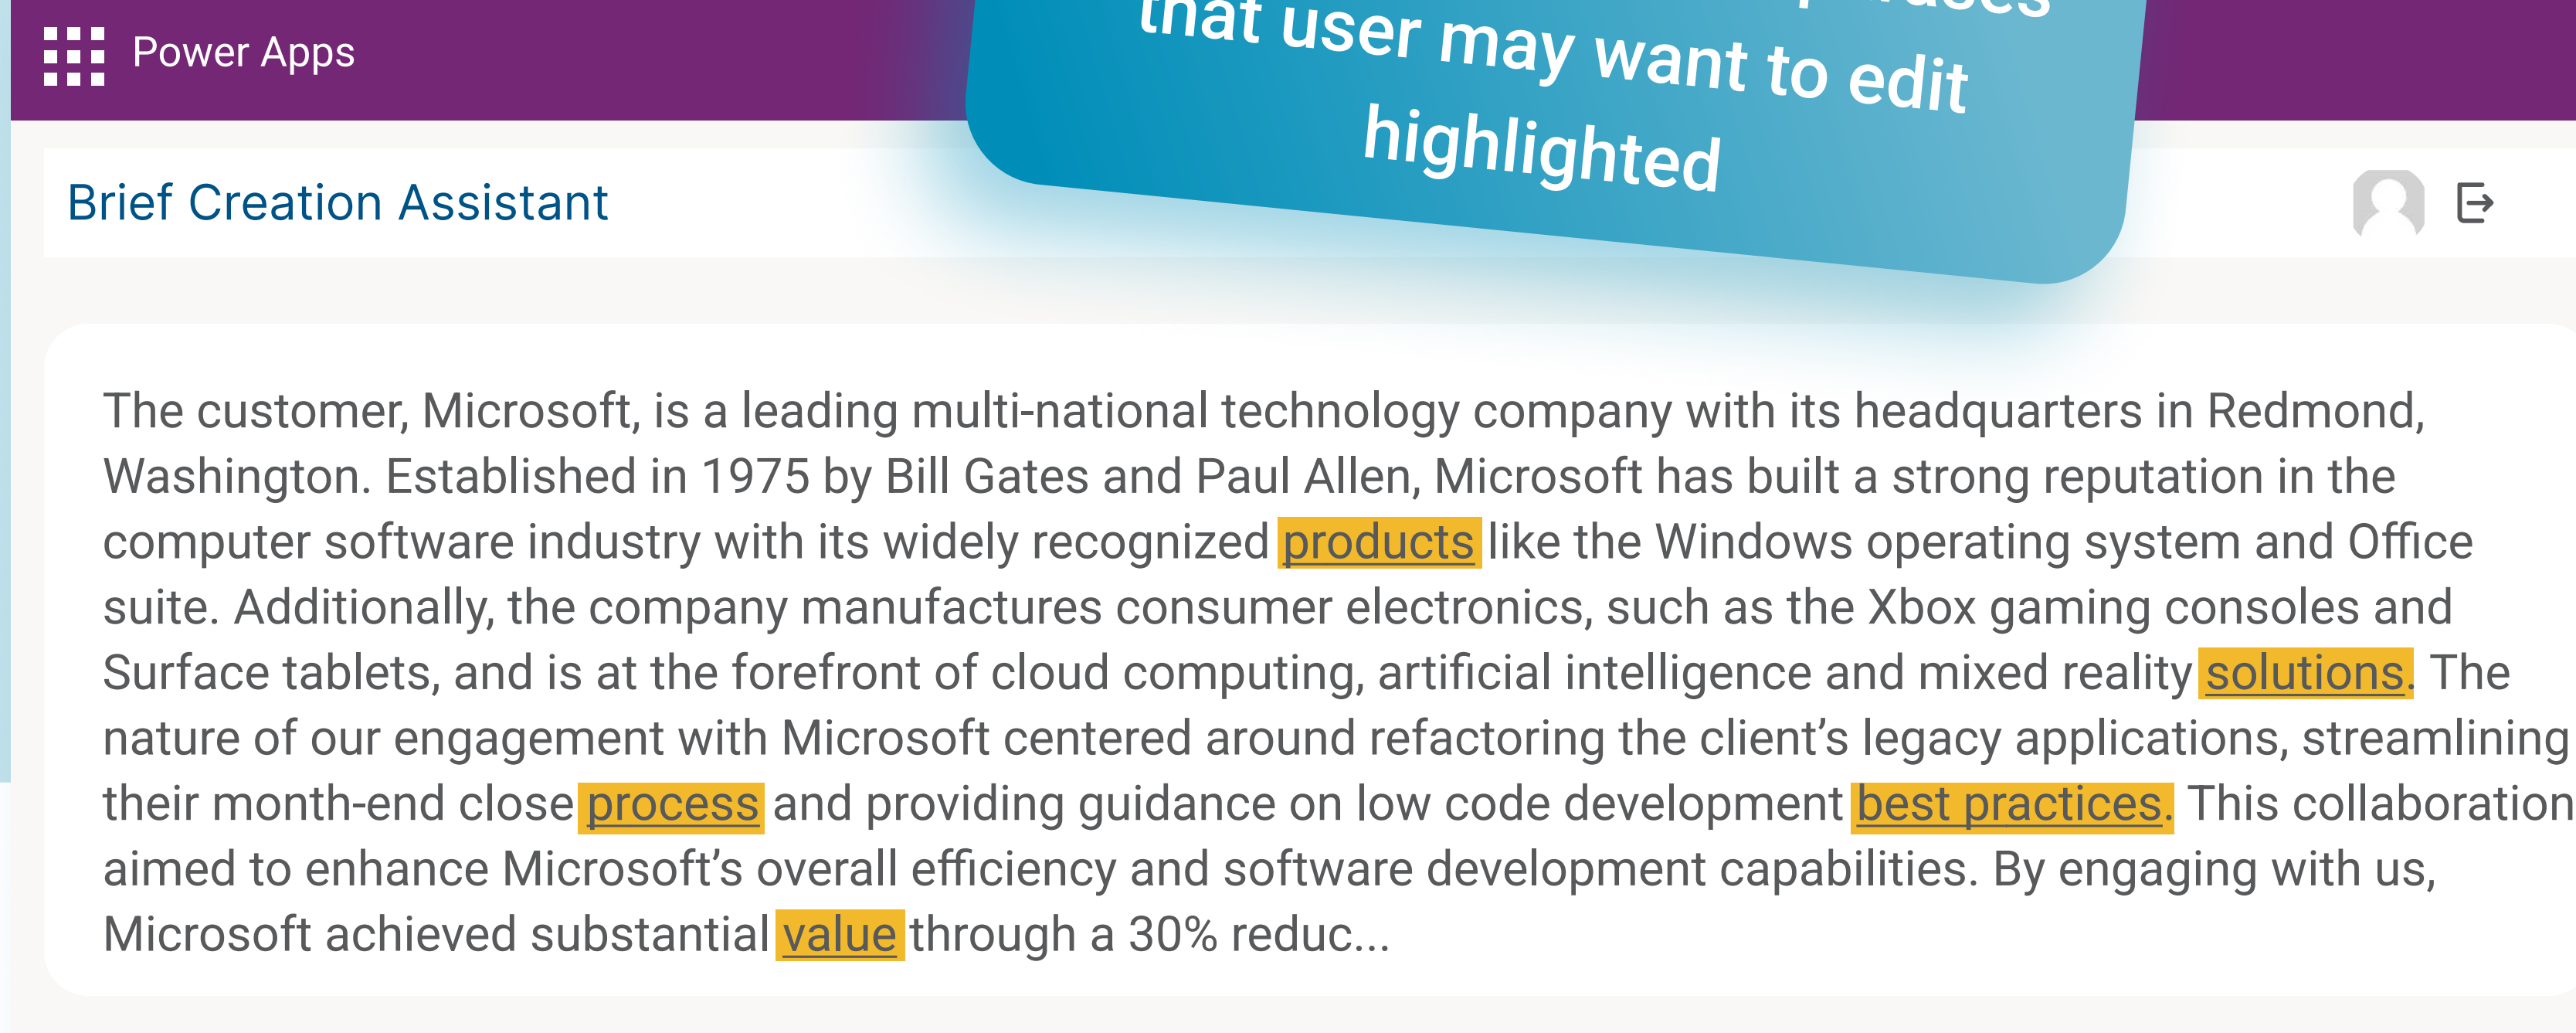 that user may want to edit
highlighted
Power Apps
Brief Creation Assistant
The customer, Microsoft, is a leading multi-national technology company with its headquarters in Redmond,
Washington. Established in 1975 by Bill Gates and Paul Allen, Microsoft has built a strong reputation in the
computer software industry with its widely recognized products like the Windows operating system and Office
suite. Additionally, the company manufactures consumer electronics, such as the Xbox gaming consoles and
Surface tablets, and is at the forefront of cloud computing, artificial intelligence and mixed reality solutions. The
nature of our engagement with Microsoft centered around refactoring the client’s legacy applications, streamlining
their month-end close process and providing guidance on low code development best practices. This collaboration
aimed to enhance Microsoft’s overall efficiency and software development capabilities. By engaging with us,
Microsoft achieved substantial value through a 30% reduc...